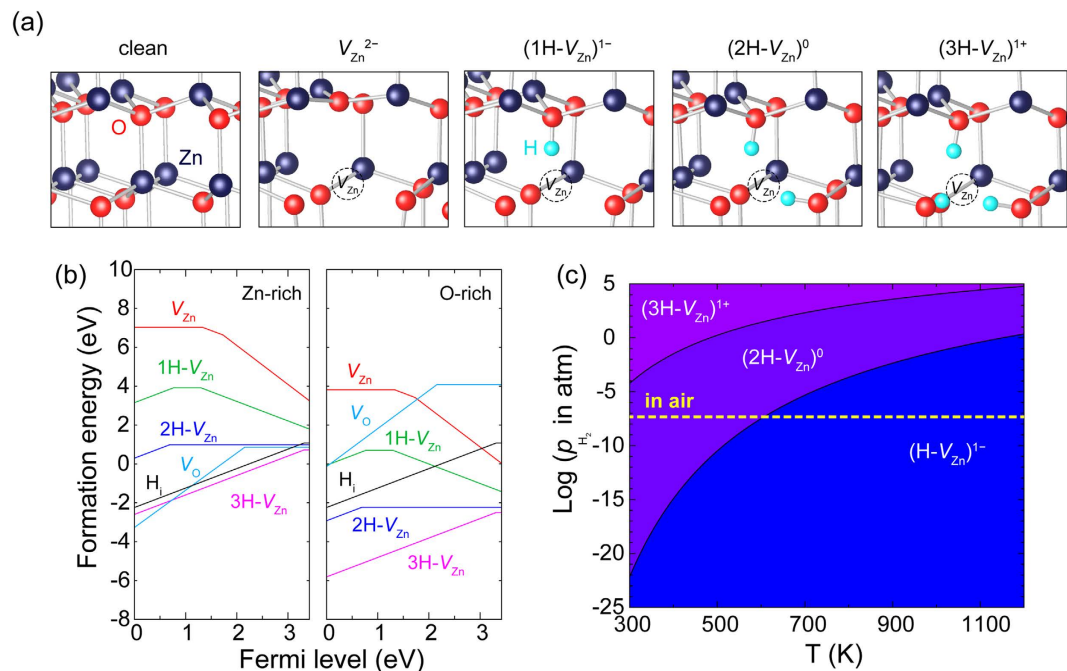 (a)
clean
V_Zn^2−
(1H-V_Zn)^1−
(2H-V_Zn)^0
(3H-V_Zn)^1+
O
Zn
V_Zn
H
V_Zn
V_Zn
V_Zn
(b)
Formation energy (eV)
10
8
6
4
2
0
-2
-4
-6
-8
Zn-rich
V_Zn
1H-V_Zn
2H-V_Zn
V_O
H_i
3H-V_Zn
0
1
2
3
O-rich
V_Zn
V_O
1H-V_Zn
H_i
2H-V_Zn
3H-V_Zn
0
1
2
3
Fermi level (eV)
(c)
Log (p_H2 in atm)
5
0
-5
-10
-15
-20
-25
(3H-V_Zn)^1+
(2H-V_Zn)^0
in air
(H-V_Zn)^1−
300
500
700
900
1100
T (K)